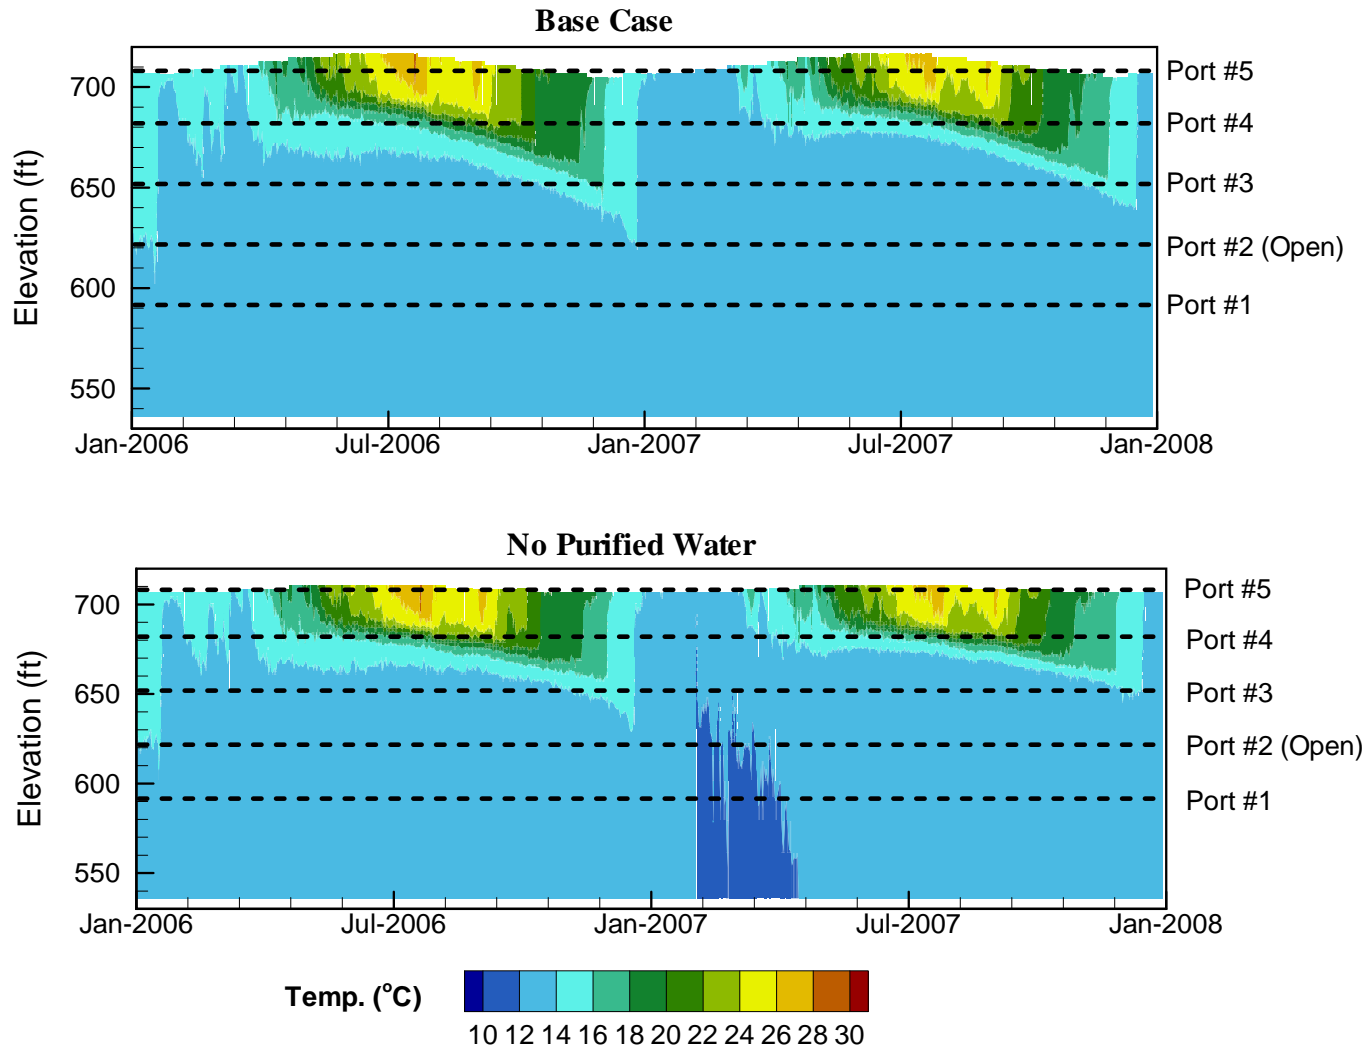 Base Case
Elevation (ft)
700
650
600
550
Port #5
Port #4
Port #3
Port #2 (Open)
Port #1
Jan-2006
Jul-2006
Jan-2007
Jul-2007
Jan-2008
No Purified Water
Elevation (ft)
700
650
600
550
Port #5
Port #4
Port #3
Port #2 (Open)
Port #1
Jan-2006
Jul-2006
Jan-2007
Jul-2007
Jan-2008
Temp. (°C)
10 12 14 16 18 20 22 24 26 28 30